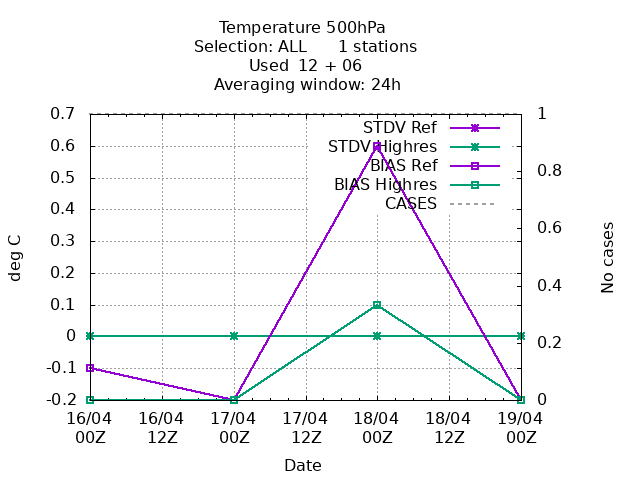 Temperature 500hPa
Selection: ALL 1 stations
Used 12 + 06
Averaging window: 24h
0.7
0.6
0.5
0.4
0.3
0.2
0.1
0
-0.1
-0.2
deg C
1
0.8
0.6
0.4
0.2
0
No cases
STDV Ref
STDV Highres
BIAS Ref
BIAS Highres
CASES
16/04 16/04 17/04 17/04 18/04 18/04 19/04
00Z 12Z 00Z 12Z 00Z 12Z 00Z
Date